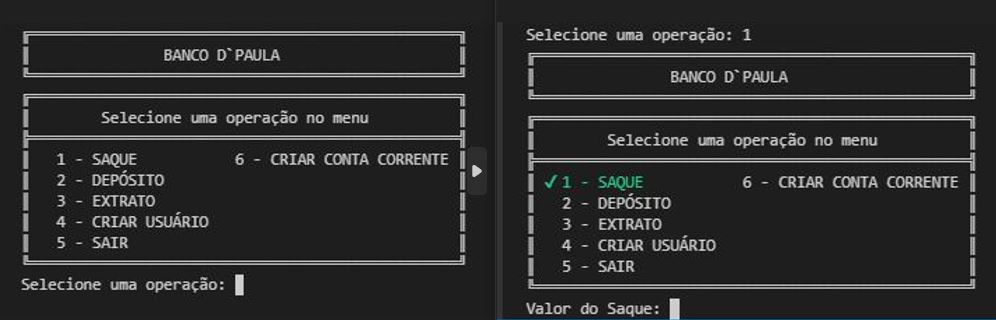 BANCO D`PAULA
Selecione uma operação no menu
1 - SAQUE 6 - CRIAR CONTA CORRENTE
2 - DEPÓSITO
3 - EXTRATO
4 - CRIAR USUÁRIO
5 - SAIR
Selecione uma operação:
Selecione uma operação: 1
BANCO D`PAULA
Selecione uma operação no menu
✓ 1 - SAQUE 6 - CRIAR CONTA CORRENTE
2 - DEPÓSITO
3 - EXTRATO
4 - CRIAR USUÁRIO
5 - SAIR
Valor do Saque: